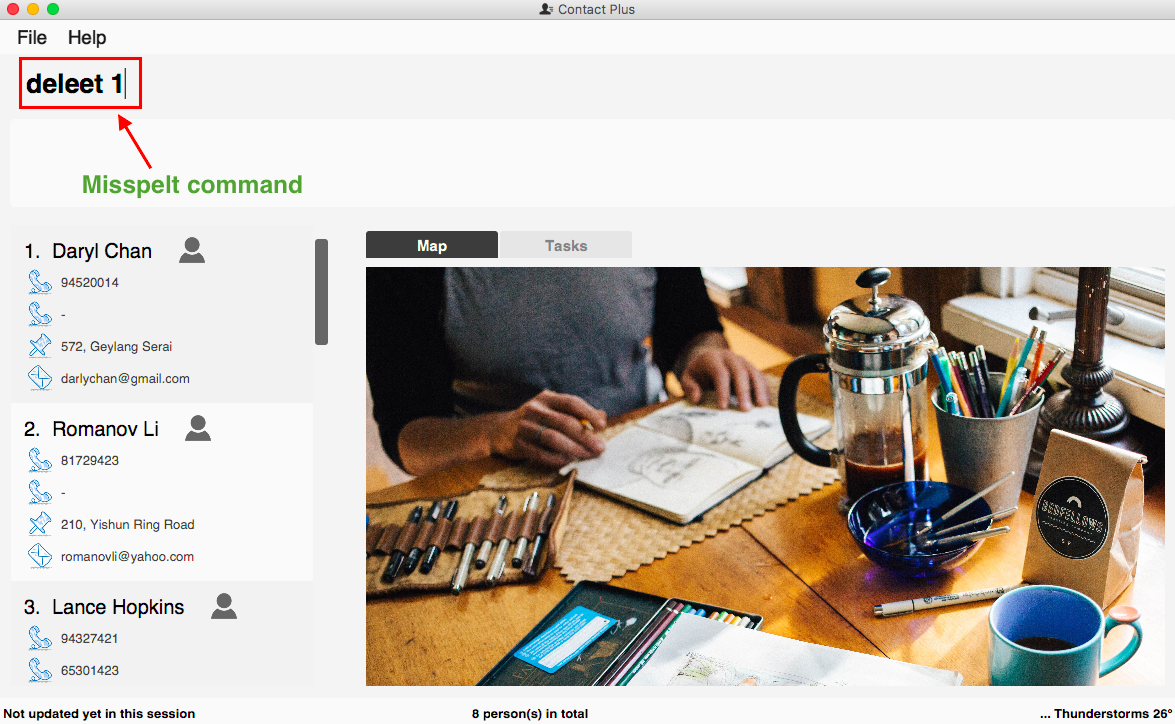 Contact Plus
File Help
deleet 1
Misspelt command
1. Daryl Chan
94520014
-
572, Geylang Serai
darlychan@gmail.com
2. Romanov Li
81729423
-
210, Yishun Ring Road
romanovli@yahoo.com
3. Lance Hopkins
94327421
65301423
Map Tasks
BEDFELLOWS
Not updated yet in this session
8 person(s) in total
... Thunderstorms 26°